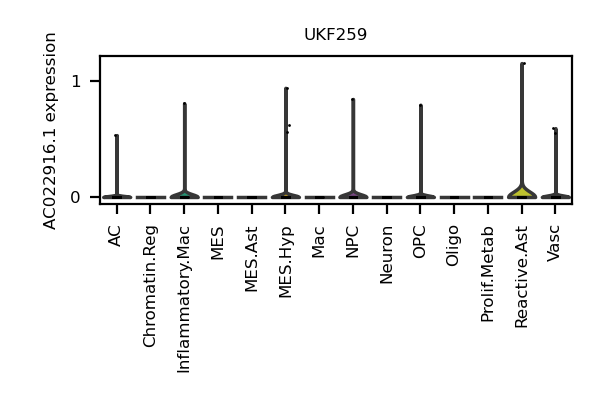 UKF259
AC022916.1 expression
1
0
AC
Chromatin.Reg
Inflammatory.Mac
MES
MES.Ast
MES.Hyp
Mac
NPC
Neuron
OPC
Oligo
Prolif.Metab
Reactive.Ast
Vasc